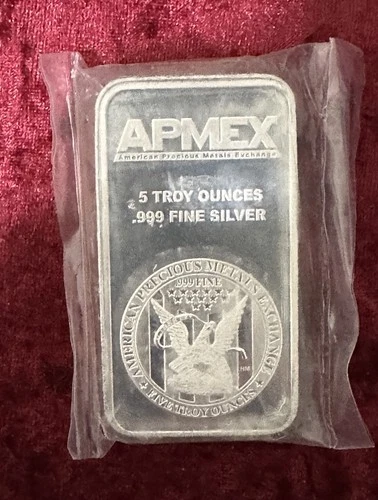 APMEX
American Precious Metals Exchange
5 TROY OUNCES
.999 FINE SILVER
AMERICAN PRECIOUS METALS EXCHANGE
.999 FINE
HM
★ FIVE TROY OUNCES ★